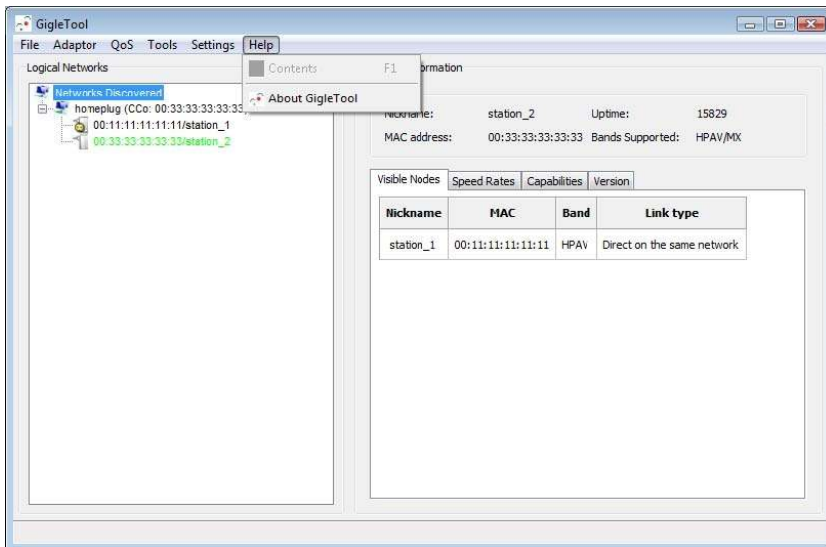 GigleTool
File Adaptor QoS Tools Settings Help
Logical Networks
Contents F1
ormation
Networks Discovered
About GigleTool
homeplug (CCo: 00:33:33:33:33:33)
Nickname: station_2 Uptime: 15829
00:11:11:11:11:11/station_1
MAC address: 00:33:33:33:33:33 Bands Supported: HPAV/MX
00:33:33:33:33:33/station_2
Visible Nodes Speed Rates Capabilities Version
Nickname MAC Band Link type
station_1 00:11:11:11:11:11 HPAV Direct on the same network